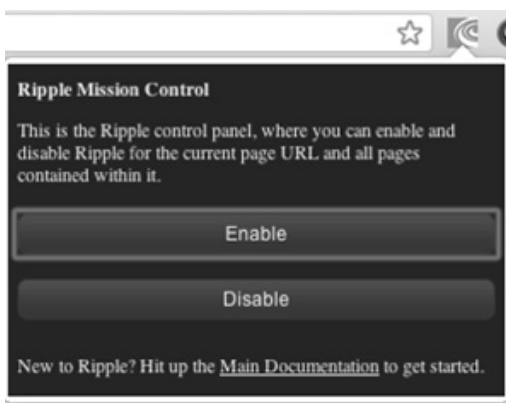 Ripple Mission Control
This is the Ripple control panel, where you can enable and
disable Ripple for the current page URL and all pages
contained within it.
Enable
Disable
New to Ripple? Hit up the Main Documentation to get started.